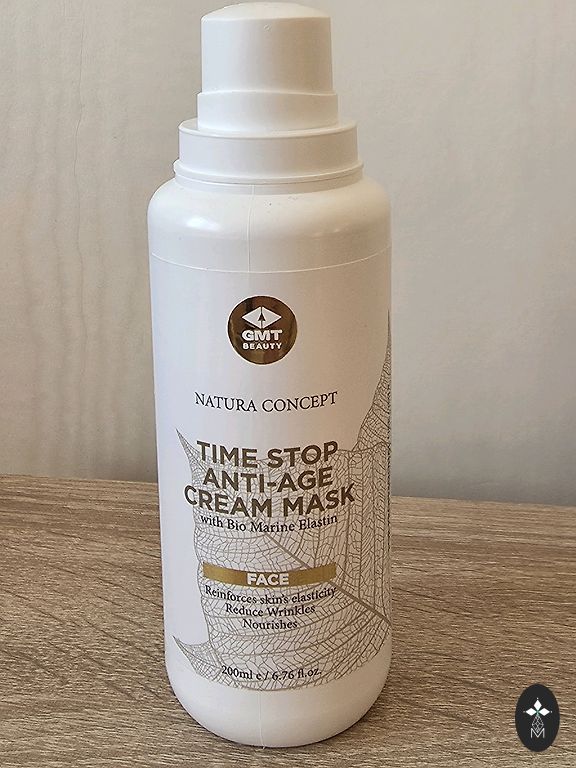 GMT
BEAUTY
NATURA CONCEPT
TIME STOP
ANTI-AGE
CREAM MASK
with Bio Marine Elastin
FACE
Reinforces skin's elasticity
Reduce Wrinkles
Nourishes
200ml e / 6.76 fl.oz.
M